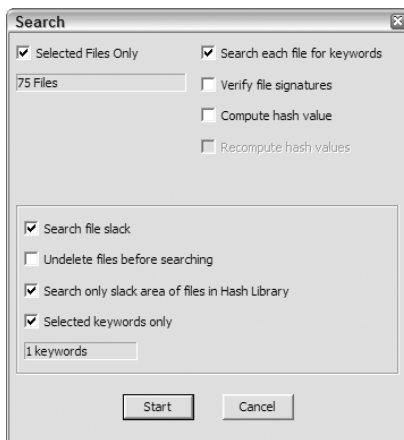 Search
Selected Files Only
75 Files
Search each file for keywords
Verify file signatures
Compute hash value
Recompute hash values
Search file slack
Undelete files before searching
Search only slack area of files in Hash Library
Selected keywords only
1 keywords
Start
Cancel